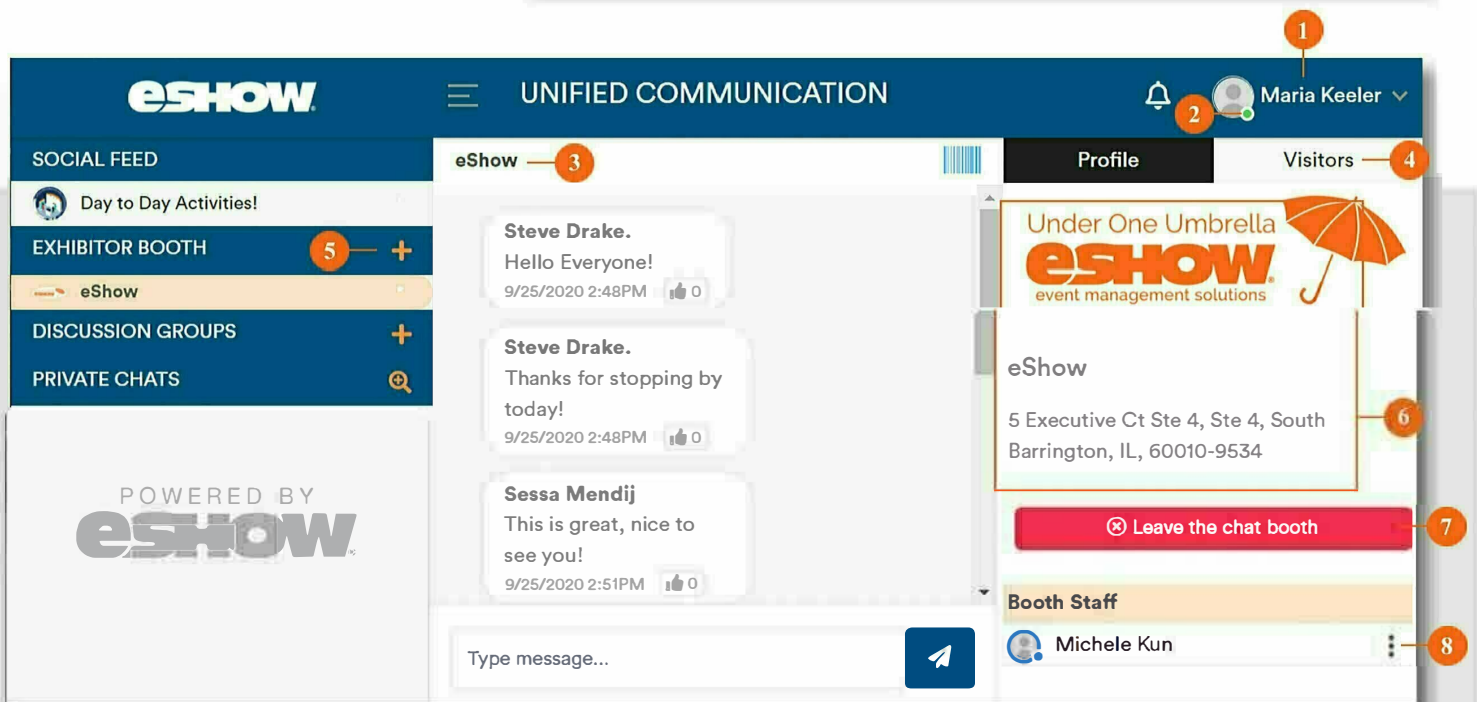 1
eSHOW
UNIFIED COMMUNICATION
2
Maria Keeler
SOCIAL FEED
Day to Day Activities!
EXHIBITOR BOOTH
5
eShow
DISCUSSION GROUPS
PRIVATE CHATS
POWERED BY
eSHOW
eShow
3
Steve Drake.
Hello Everyone!
9/25/2020 2:48PM 0
Steve Drake.
Thanks for stopping by
today!
9/25/2020 2:48PM 0
Sessa Mendij
This is great, nice to
see you!
9/25/2020 2:51PM 0
Type message...
Profile
Visitors
4
Under One Umbrella
eSHOW
event management solutions
eShow
5 Executive Ct Ste 4, Ste 4, South
Barrington, IL, 60010-9534
6
Leave the chat booth
7
Booth Staff
Michele Kun
8